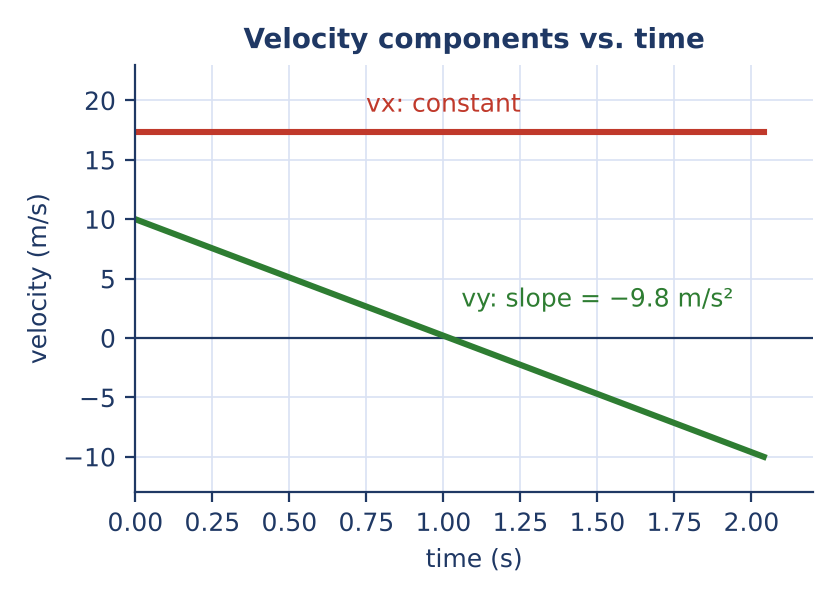 Velocity components vs. time
velocity (m/s)
20
15
10
5
0
−5
−10
vx: constant
vy: slope = −9.8 m/s²
0.00 0.25 0.50 0.75 1.00 1.25 1.50 1.75 2.00
time (s)